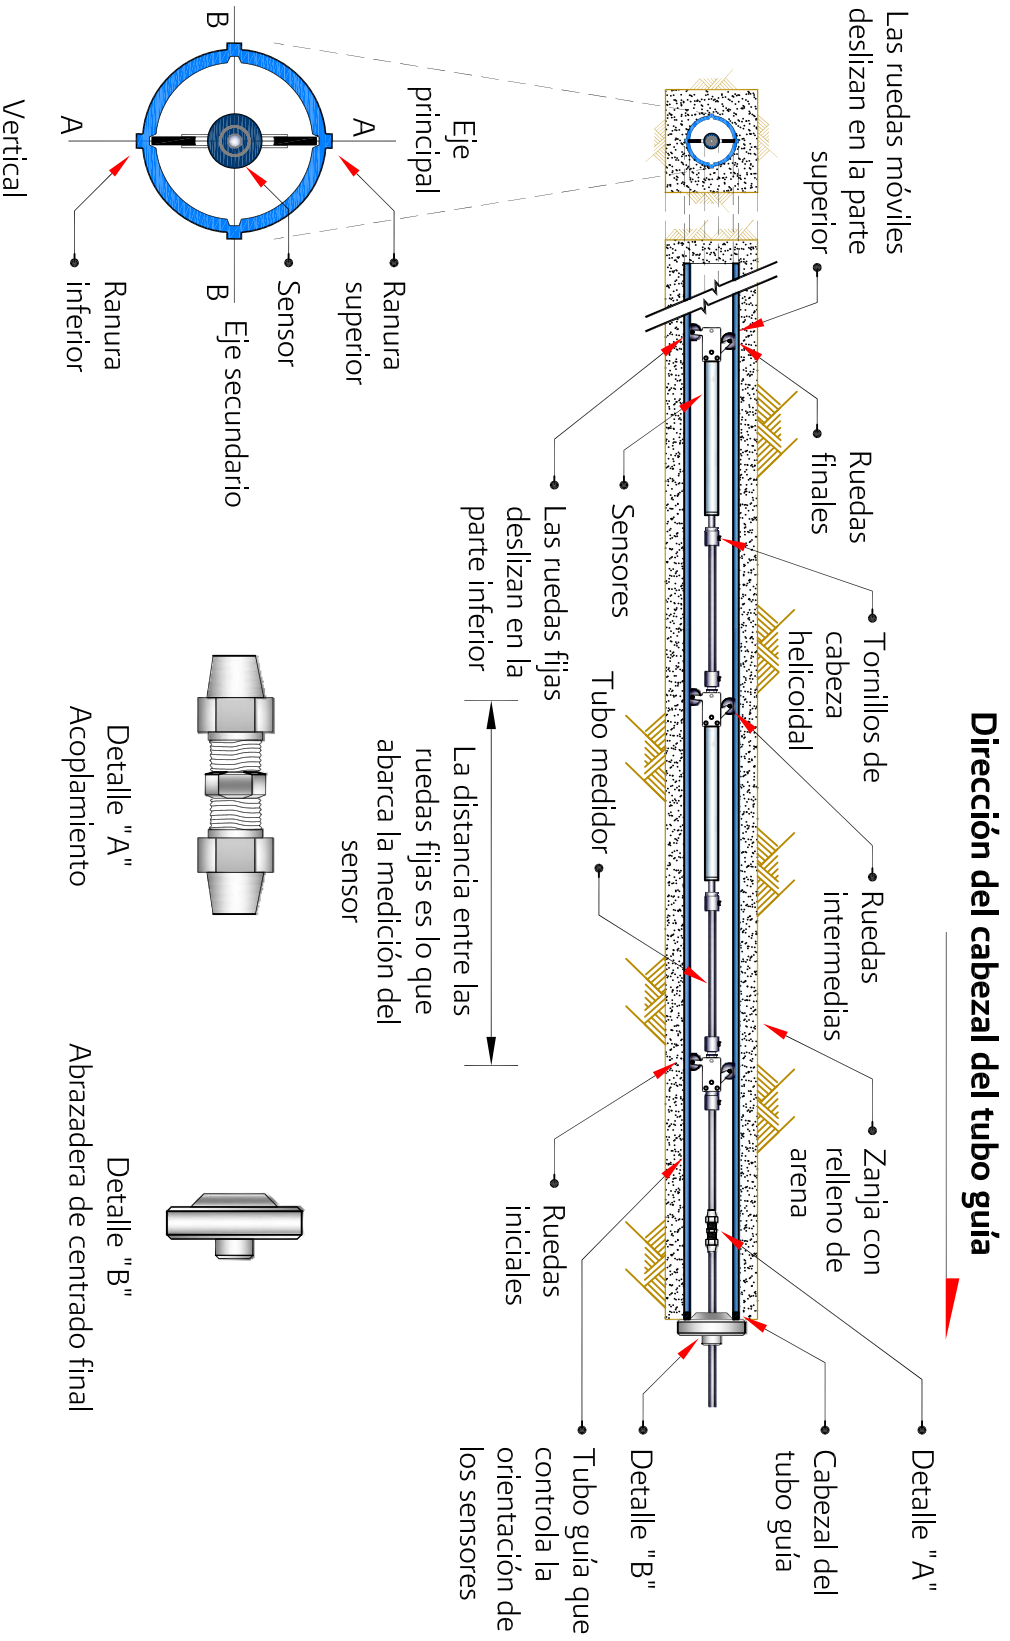 Dirección del cabezal del tubo guía
Las ruedas móviles
deslizan en la parte
superior
Ruedas
finales
Tornillos de
cabeza
helicoidal
Ruedas
intermedias
Zanja con
relleno de
arena
Detalle "A"
Cabezal del
tubo guía
Eje
principal
Ranura
superior
Sensor
Ranura
inferior
B
B
A
A
Vertical
Eje secundario
Sensores
Las ruedas fijas
deslizan en la
parte inferior
Tubo medidor
La distancia entre las
ruedas fijas es lo que
abarca la medición del
sensor
Ruedas
iniciales
Detalle "B"
Tubo guía que
controla la
orientación de
los sensores
Detalle "A"
Acoplamiento
Detalle "B"
Abrazadera de centrado final